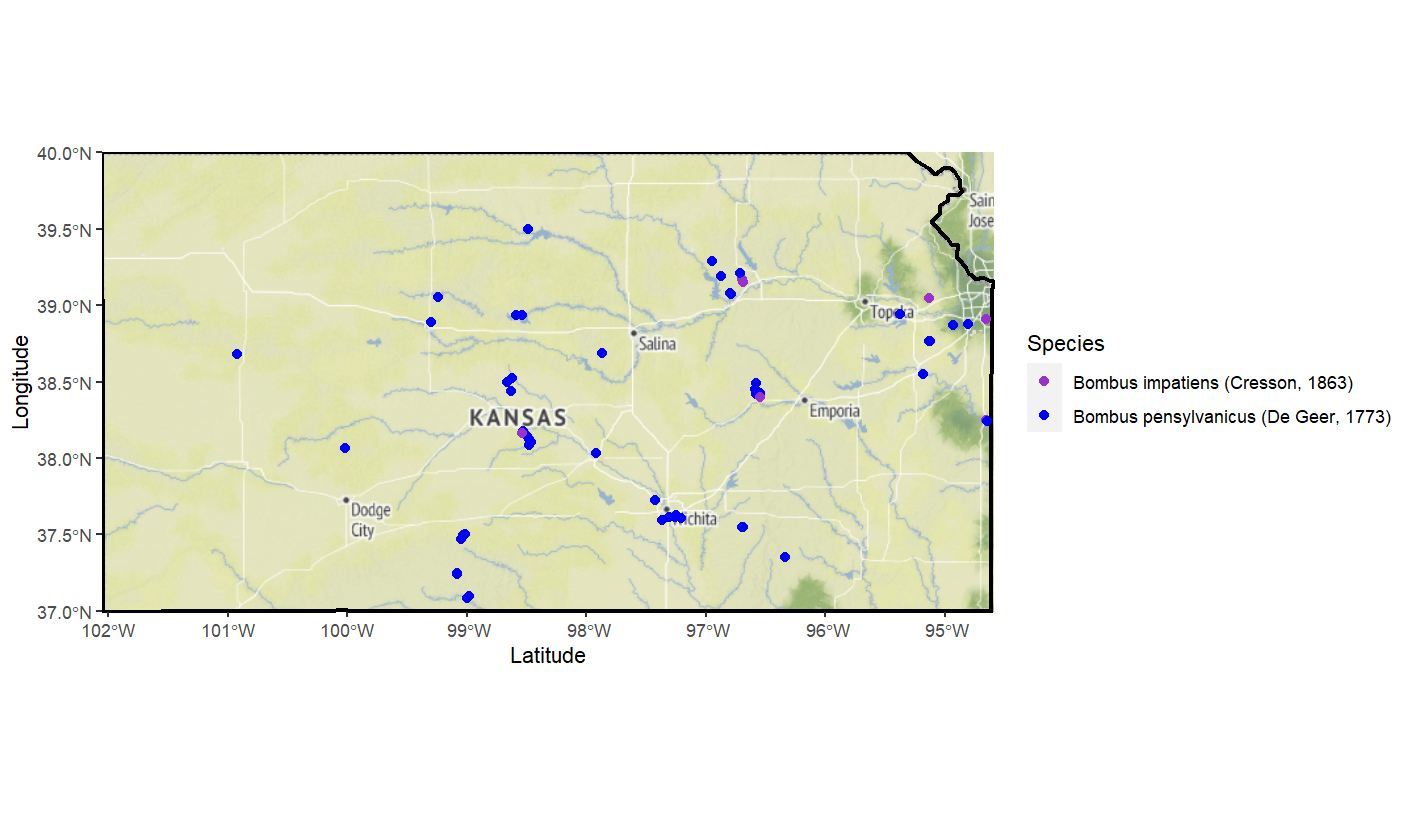 40.0°N
39.5°N
39.0°N
38.5°N
38.0°N
37.5°N
37.0°N
Longitude
102°W
101°W
100°W
99°W
98°W
97°W
96°W
95°W
Latitude
Sain
Jose
Topeka
Salina
KANSAS
Emporia
Dodge
City
Wichita
Species
Bombus impatiens (Cresson, 1863)
Bombus pensylvanicus (De Geer, 1773)